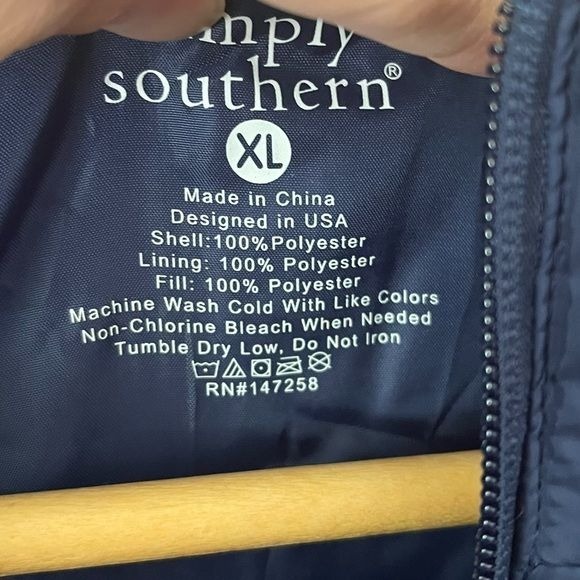 southern®
XL
Made in China
Designed in USA
Shell:100%Polyester
Lining: 100% Polyester
Fill: 100% Polyester
Machine Wash Cold With Like Colors
Non-Chlorine Bleach When Needed
Tumble Dry Low, Do Not Iron
RN#147258